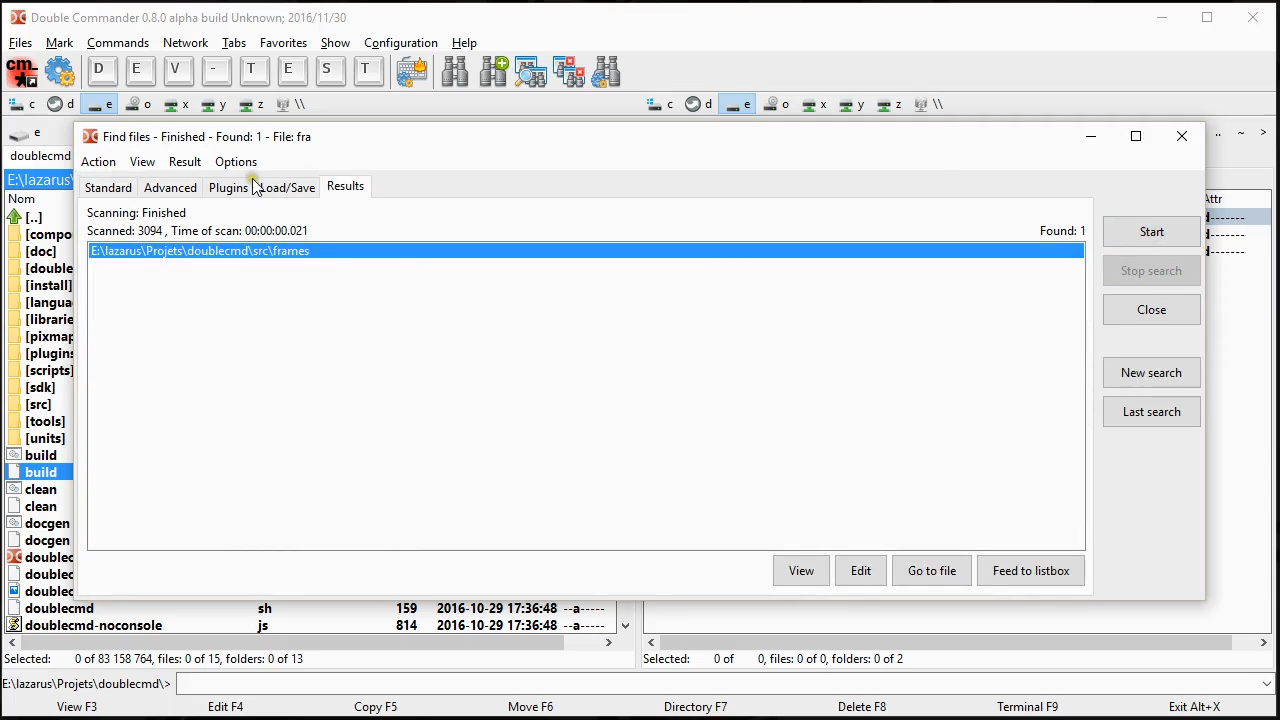 Double Commander 0.8.0 alpha build Unknown; 2016/11/30
Files Mark Commands Network Tabs Favorites Show Configuration Help
cm_ D E V - T E S T
c d e o x y z \\ c d e o x y z \\
e .. ~ >
Find files - Finished - Found: 1 - File: fra
doublecmd
Action View Result Options
E:\lazarus\
Standard Advanced Plugins Load/Save Results
Nom Attr
Scanning: Finished
[..] d-------
Scanned: 3094 , Time of scan: 00:00:00.021 Found: 1 Start
[compo d-------
E:\lazarus\Projets\doublecmd\src\frames
[doc] d-------
[double Stop search
[install]
[langua
Close
[librarie
[pixmap
[plugins
[scripts] New search
[sdk]
[src] Last search
[tools]
[units]
build
build
clean
clean
docgen
docgen
doublec
View Edit Go to file Feed to listbox
doublec
doublec
doublecmd sh 159 2016-10-29 17:36:48 --a-----
doublecmd-noconsole js 814 2016-10-29 17:36:48 --a-----
Selected: 0 of 83 158 764, files: 0 of 15, folders: 0 of 13 Selected: 0 of 0, files: 0 of 0, folders: 0 of 2
E:\lazarus\Projets\doublecmd\>
View F3 Edit F4 Copy F5 Move F6 Directory F7 Delete F8 Terminal F9 Exit Alt+X